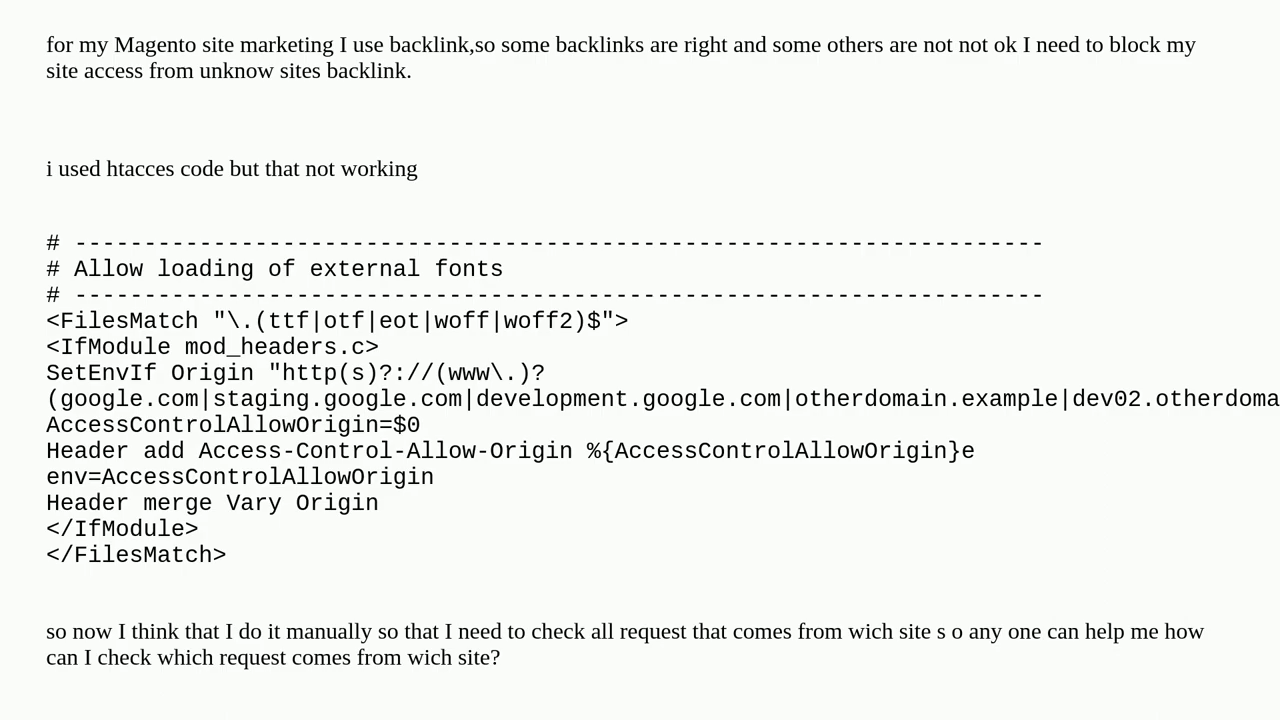 for my Magento site marketing I use backlink,so some backlinks are right and some others are not not ok I need to block my
site access from unknow sites backlink.
i used htacces code but that not working
# ----------------------------------------------------------------------
# Allow loading of external fonts
# ----------------------------------------------------------------------
<FilesMatch "\.(ttf|otf|eot|woff|woff2)$">
<IfModule mod_headers.c>
SetEnvIf Origin "http(s)?://(www\.)?
(google.com|staging.google.com|development.google.com|otherdomain.example|dev02.otherdoma
AccessControlAllowOrigin=$0
Header add Access-Control-Allow-Origin %{AccessControlAllowOrigin}e
env=AccessControlAllowOrigin
Header merge Vary Origin
</IfModule>
</FilesMatch>
so now I think that I do it manually so that I need to check all request that comes from wich site s o any one can help me how
can I check which request comes from wich site?